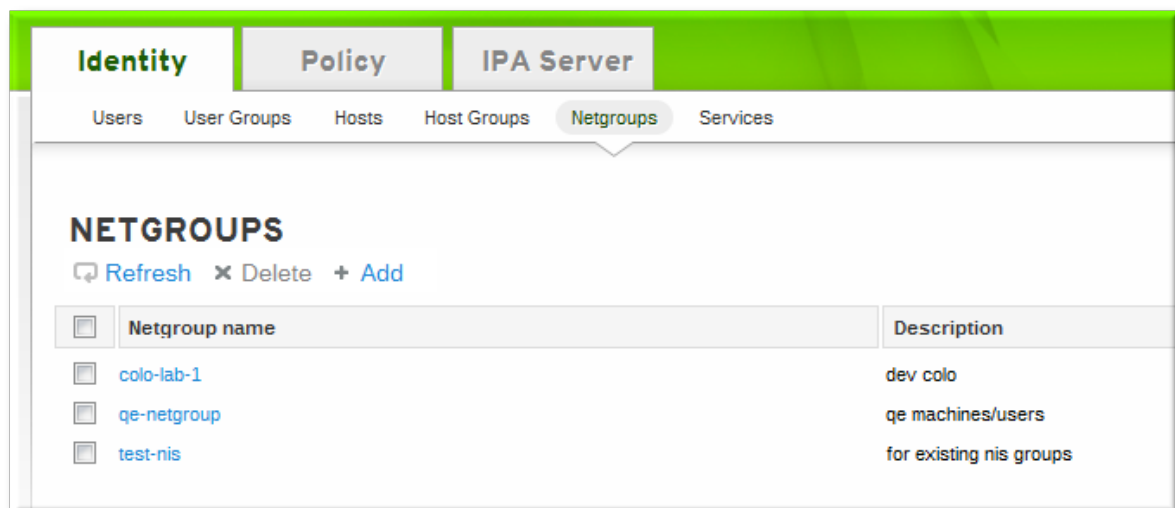 Identity Policy IPA Server
Users User Groups Hosts Host Groups Netgroups Services
NETGROUPS
Refresh Delete + Add
Netgroup name Description
colo-lab-1 dev colo
qe-netgroup qe machines/users
test-nis for existing nis groups